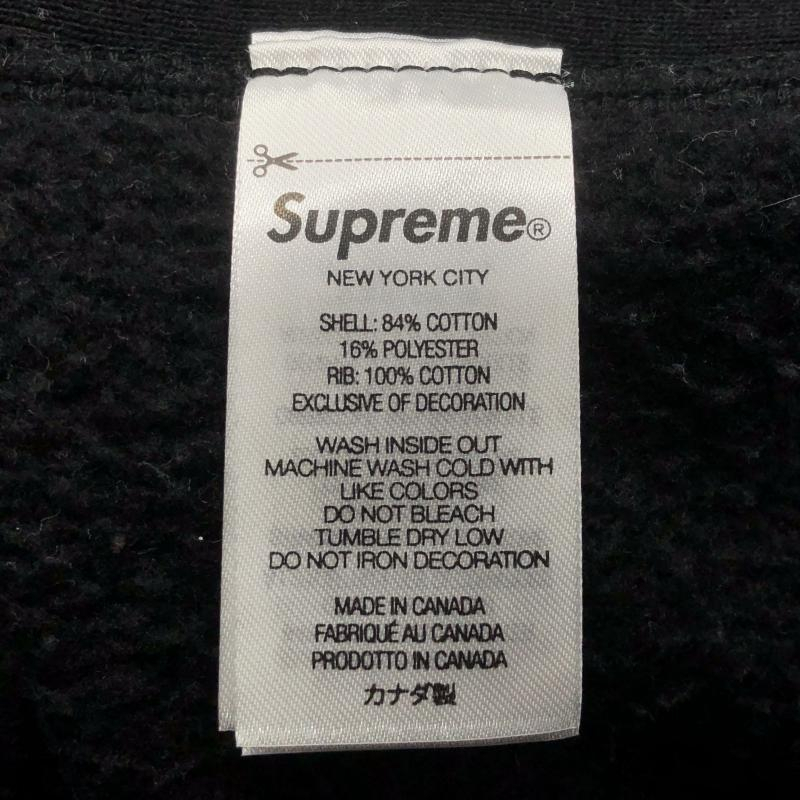 Supreme®
NEW YORK CITY
SHELL: 84% COTTON
16% POLYESTER
RIB: 100% COTTON
EXCLUSIVE OF DECORATION
WASH INSIDE OUT
MACHINE WASH COLD WITH
LIKE COLORS
DO NOT BLEACH
TUMBLE DRY LOW
DO NOT IRON DECORATION
MADE IN CANADA
FABRIQUÉ AU CANADA
PRODOTTO IN CANADA
カナダ製